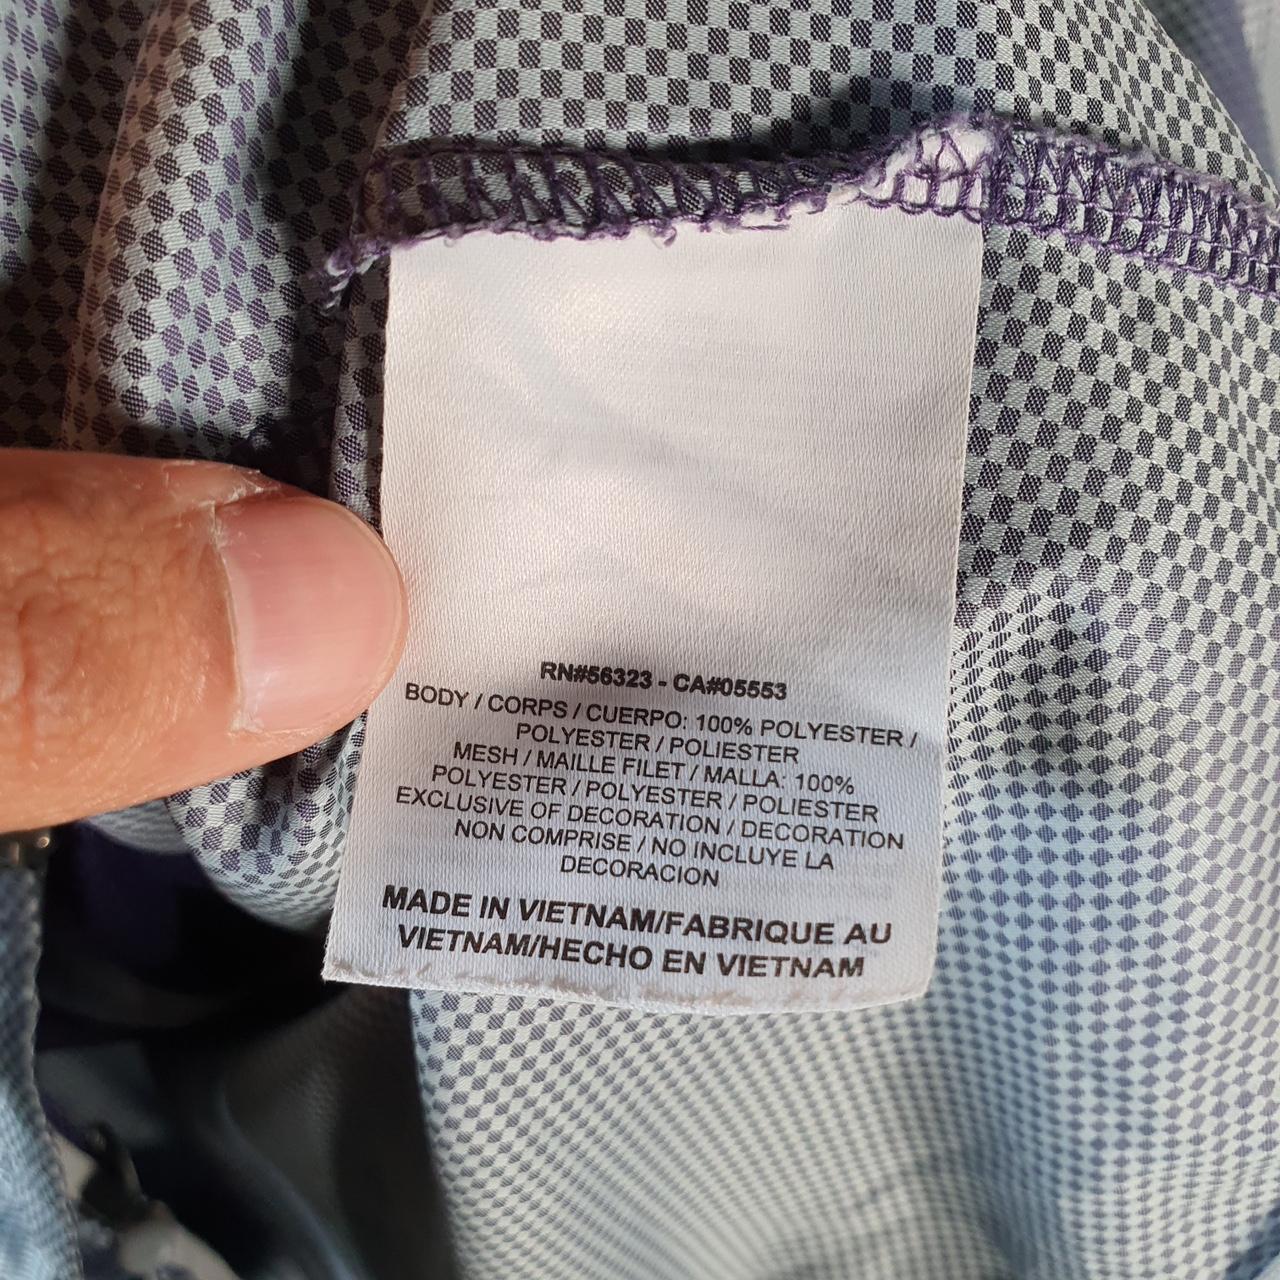 RN#56323 - CA#05553
BODY / CORPS / CUERPO: 100% POLYESTER /
POLYESTER / POLIESTER
MESH / MAILLE FILET / MALLA: 100%
POLYESTER / POLYESTER / POLIESTER
EXCLUSIVE OF DECORATION / DECORATION
NON COMPRISE / NO INCLUYE LA
DECORACION
MADE IN VIETNAM/FABRIQUE AU
VIETNAM/HECHO EN VIETNAM